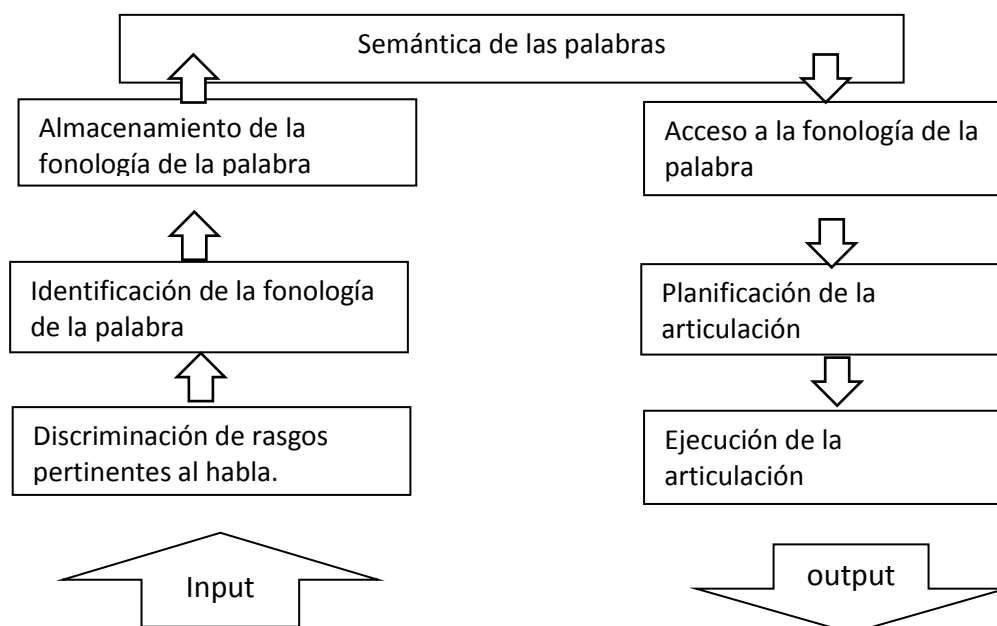 Semántica de las palabras
Almacenamiento de la
fonología de la palabra
Acceso a la fonología de la
palabra
Identificación de la fonología
de la palabra
Planificación de la
articulación
Discriminación de rasgos
pertinentes al habla.
Ejecución de la
articulación
Input
output